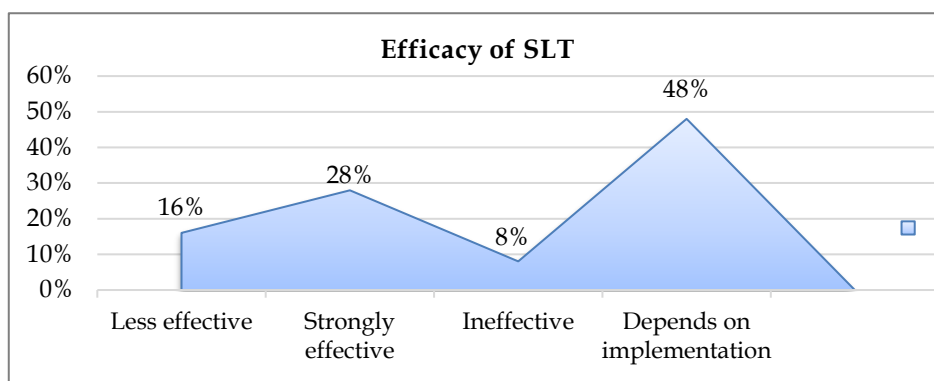 Efficacy of SLT
60%
50%
40%
30%
20%
10%
0%
16%
28%
8%
48%
Less effective
Strongly
effective
Ineffective
Depends on
implementation